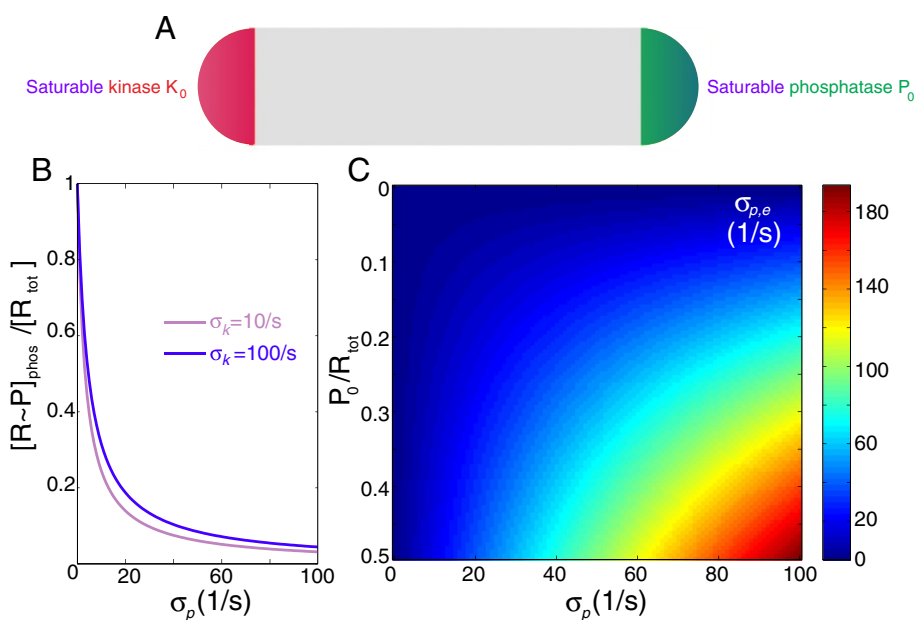 A
Saturable kinase K0
Saturable phosphatase P0
B
1
0.8
0.6
0.4
0.2
[R~P]phos /[Rtot ]
σk=10/s
σk=100/s
0 20 60 100
σp(1/s)
C
0
0.1
0.2
0.3
0.4
0.5
P0/Rtot
σp,e
(1/s)
0 20 40 60 80 100
σp(1/s)
180
140
100
60
20
0